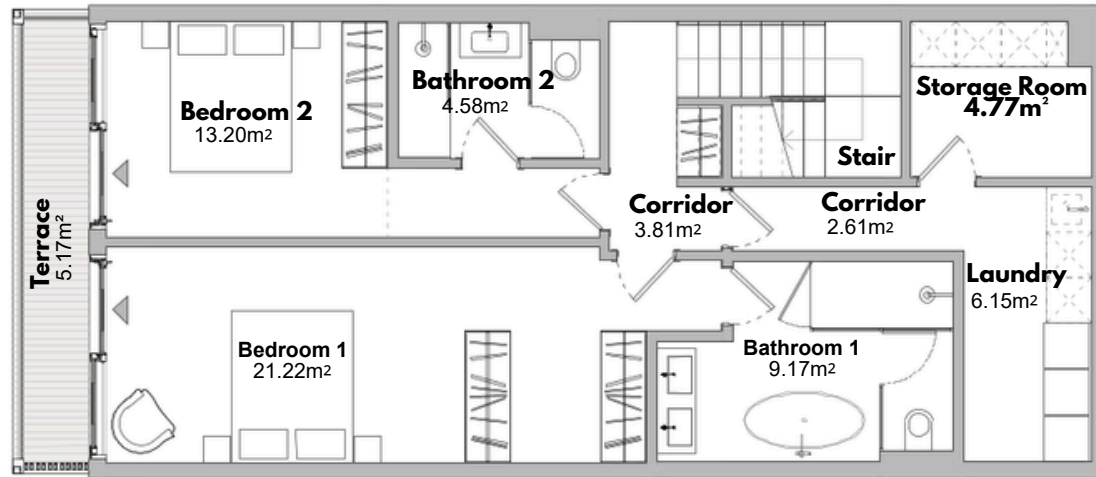 Bedroom 2
13.20m²
Bathroom 2
4.58m²
Storage Room
4.77m²
Stair
Terrace
5.17m²
Corridor
3.81m²
Corridor
2.61m²
Laundry
6.15m²
Bedroom 1
21.22m²
Bathroom 1
9.17m²